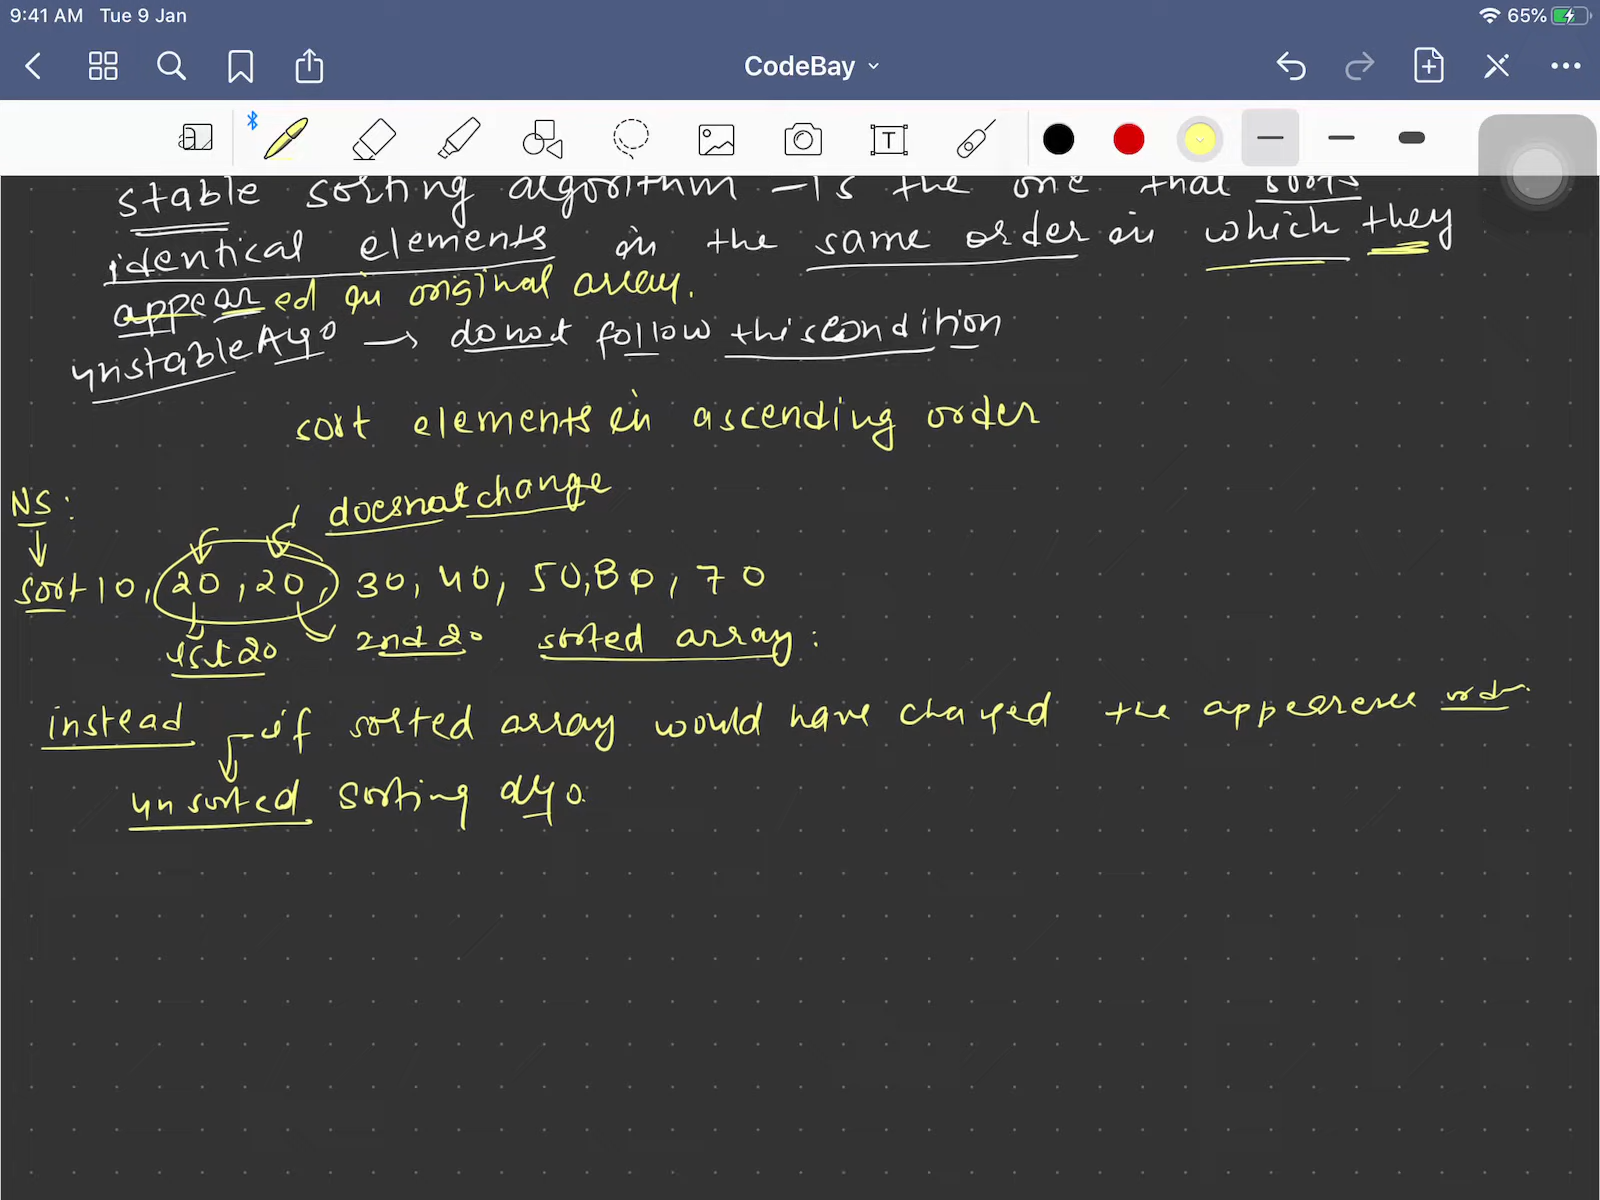 9:41 AM Tue 9 Jan 65%
CodeBay
T
stable sorting algorithm - is the one that sorts
identical elements in the same order in which they
appeared in original array.
unstable Algo → do not follow this condition
sort elements in ascending order
NS:
doesnot change
sort 10, 20, 20, 30, 40, 50, 80, 70
1st 20 2nd 20 sorted array:
instead if sorted array would have changed the appearence order
unsorted sorting algo.